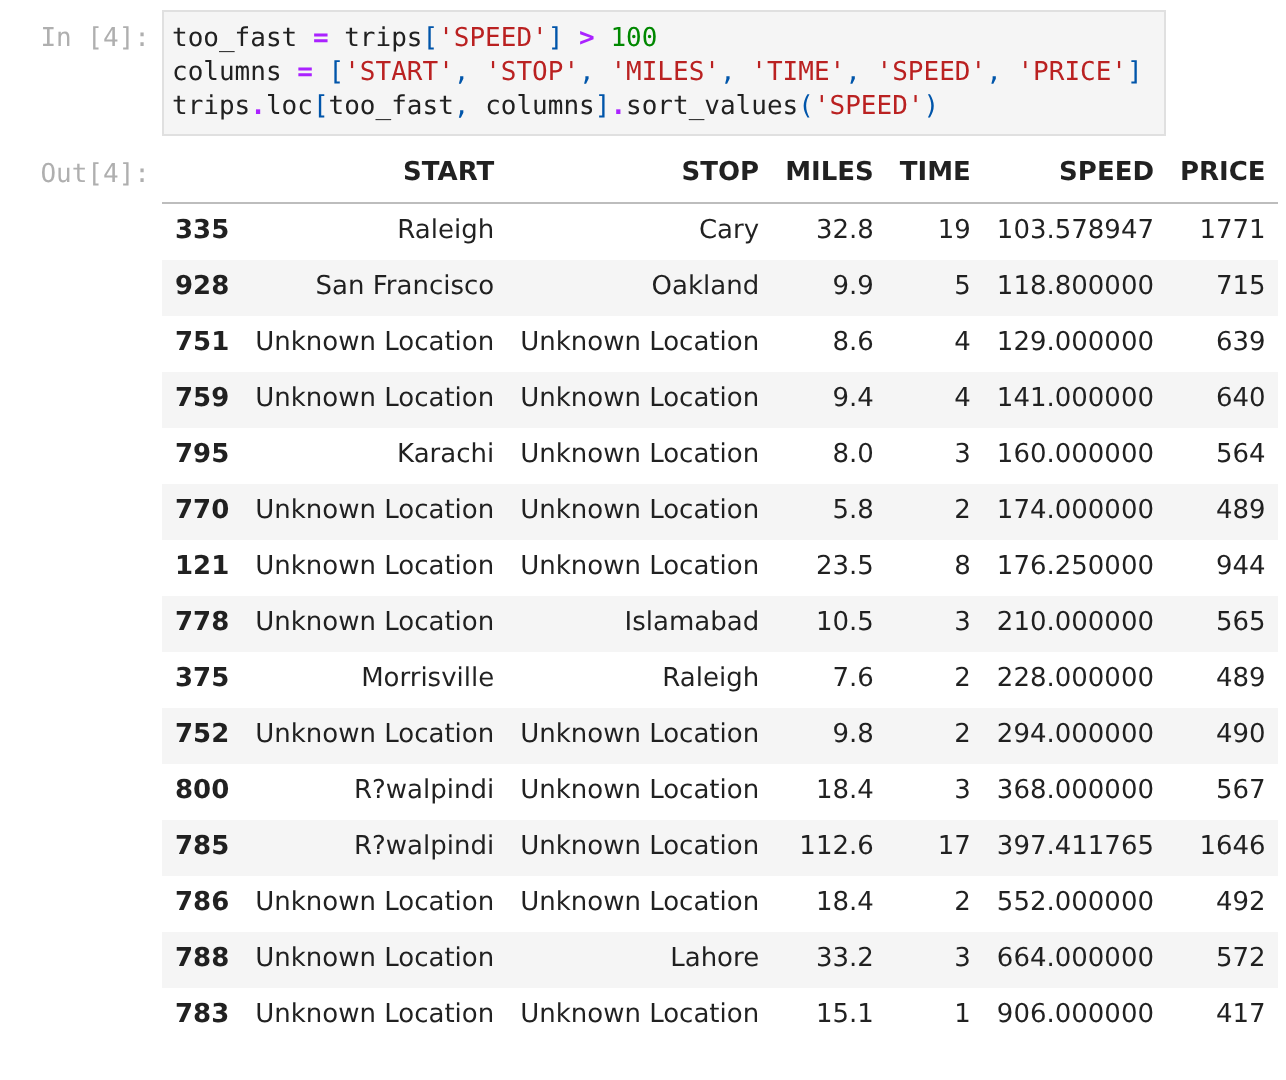 In [4]: too_fast = trips['SPEED'] > 100
columns = ['START', 'STOP', 'MILES', 'TIME', 'SPEED', 'PRICE']
trips.loc[too_fast, columns].sort_values('SPEED')
Out[4]: START STOP MILES TIME SPEED PRICE
335 Raleigh Cary 32.8 19 103.578947 1771
928 San Francisco Oakland 9.9 5 118.800000 715
751 Unknown Location Unknown Location 8.6 4 129.000000 639
759 Unknown Location Unknown Location 9.4 4 141.000000 640
795 Karachi Unknown Location 8.0 3 160.000000 564
770 Unknown Location Unknown Location 5.8 2 174.000000 489
121 Unknown Location Unknown Location 23.5 8 176.250000 944
778 Unknown Location Islamabad 10.5 3 210.000000 565
375 Morrisville Raleigh 7.6 2 228.000000 489
752 Unknown Location Unknown Location 9.8 2 294.000000 490
800 R?walpindi Unknown Location 18.4 3 368.000000 567
785 R?walpindi Unknown Location 112.6 17 397.411765 1646
786 Unknown Location Unknown Location 18.4 2 552.000000 492
788 Unknown Location Lahore 33.2 3 664.000000 572
783 Unknown Location Unknown Location 15.1 1 906.000000 417